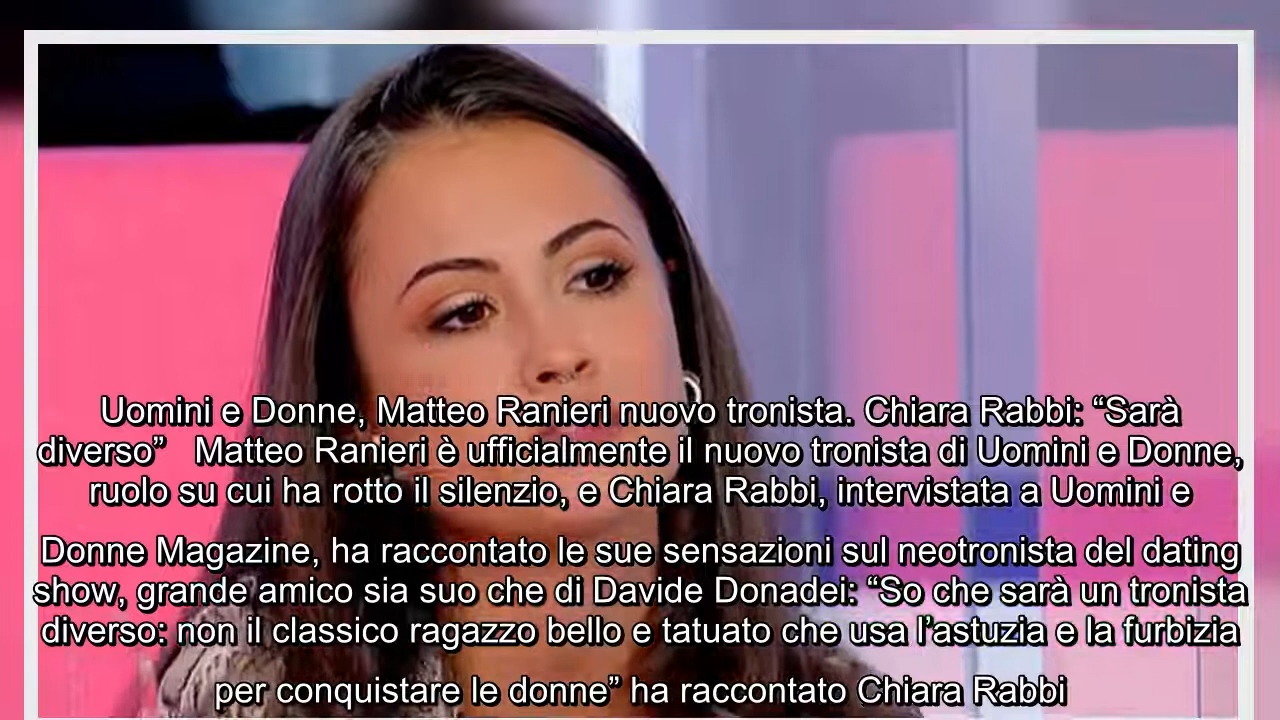 Uomini e Donne, Matteo Ranieri nuovo tronista. Chiara Rabbi: “Sarà
diverso” Matteo Ranieri è ufficialmente il nuovo tronista di Uomini e Donne,
ruolo su cui ha rotto il silenzio, e Chiara Rabbi, intervistata a Uomini e
Donne Magazine, ha raccontato le sue sensazioni sul neotronista del dating
show, grande amico sia suo che di Davide Donadei: “So che sarà un tronista
diverso: non il classico ragazzo bello e tatuato che usa l’astuzia e la furbizia
per conquistare le donne” ha raccontato Chiara Rabbi